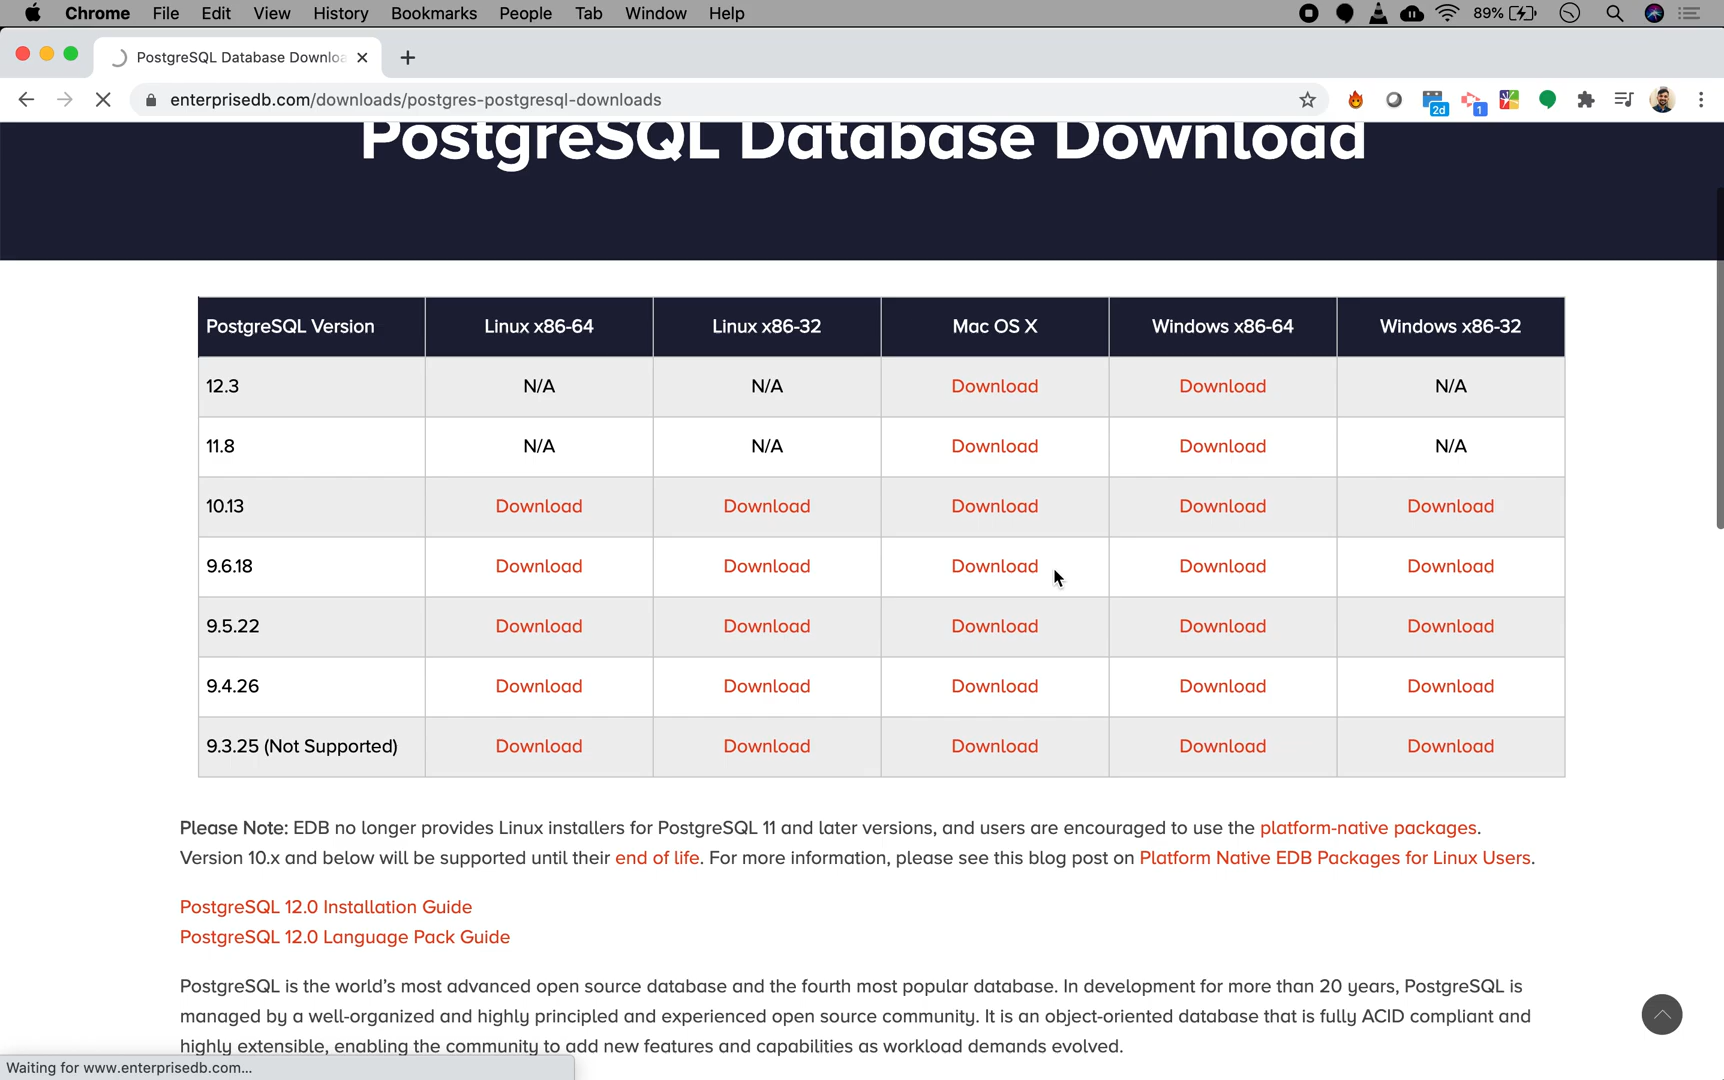 Chrome File Edit View History Bookmarks People Tab Window Help 89%
PostgreSQL Database Downloa
enterprisedb.com/downloads/postgres-postgresql-downloads 2d 1
PostgreSQL Database Download
PostgreSQL Version Linux x86-64 Linux x86-32 Mac OS X Windows x86-64 Windows x86-32
12.3 N/A N/A Download Download N/A
11.8 N/A N/A Download Download N/A
10.13 Download Download Download Download Download
9.6.18 Download Download Download Download Download
9.5.22 Download Download Download Download Download
9.4.26 Download Download Download Download Download
9.3.25 (Not Supported) Download Download Download Download Download
Please Note: EDB no longer provides Linux installers for PostgreSQL 11 and later versions, and users are encouraged to use the platform-native packages.
Version 10.x and below will be supported until their end of life. For more information, please see this blog post on Platform Native EDB Packages for Linux Users.
PostgreSQL 12.0 Installation Guide
PostgreSQL 12.0 Language Pack Guide
PostgreSQL is the world's most advanced open source database and the fourth most popular database. In development for more than 20 years, PostgreSQL is
managed by a well-organized and highly principled and experienced open source community. It is an object-oriented database that is fully ACID compliant and
highly extensible, enabling the community to add new features and capabilities as workload demands evolved.
Waiting for www.enterprisedb.com...